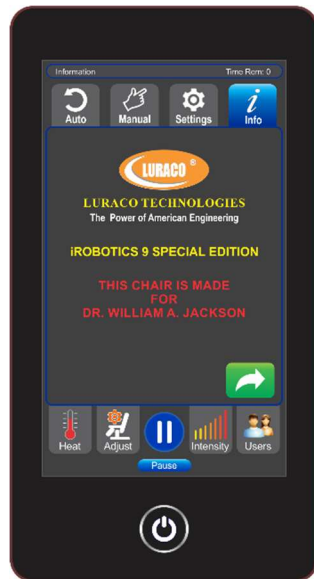 Information Time Rem: 0
Auto Manual Settings Info
LURACO®
LURACO TECHNOLOGIES
The Power of American Engineering
iROBOTICS 9 SPECIAL EDITION
THIS CHAIR IS MADE
FOR
DR. WILLIAM A. JACKSON
Heat Adjust Intensity Users
Pause